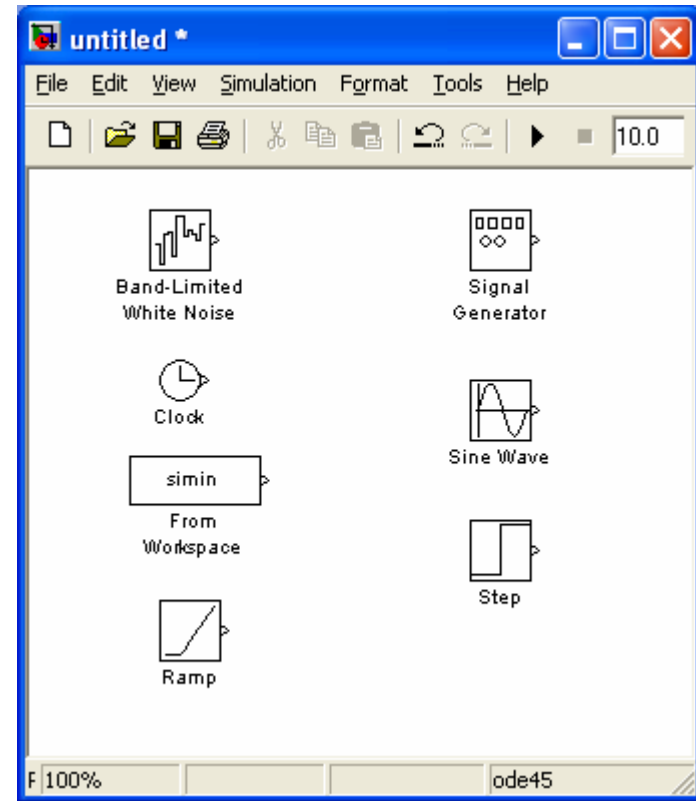 untitled *
File Edit View Simulation Format Tools Help
10.0
Band-Limited
White Noise
Signal
Generator
Clock
Sine Wave
simin
From
Workspace
Step
Ramp
F 100% ode45